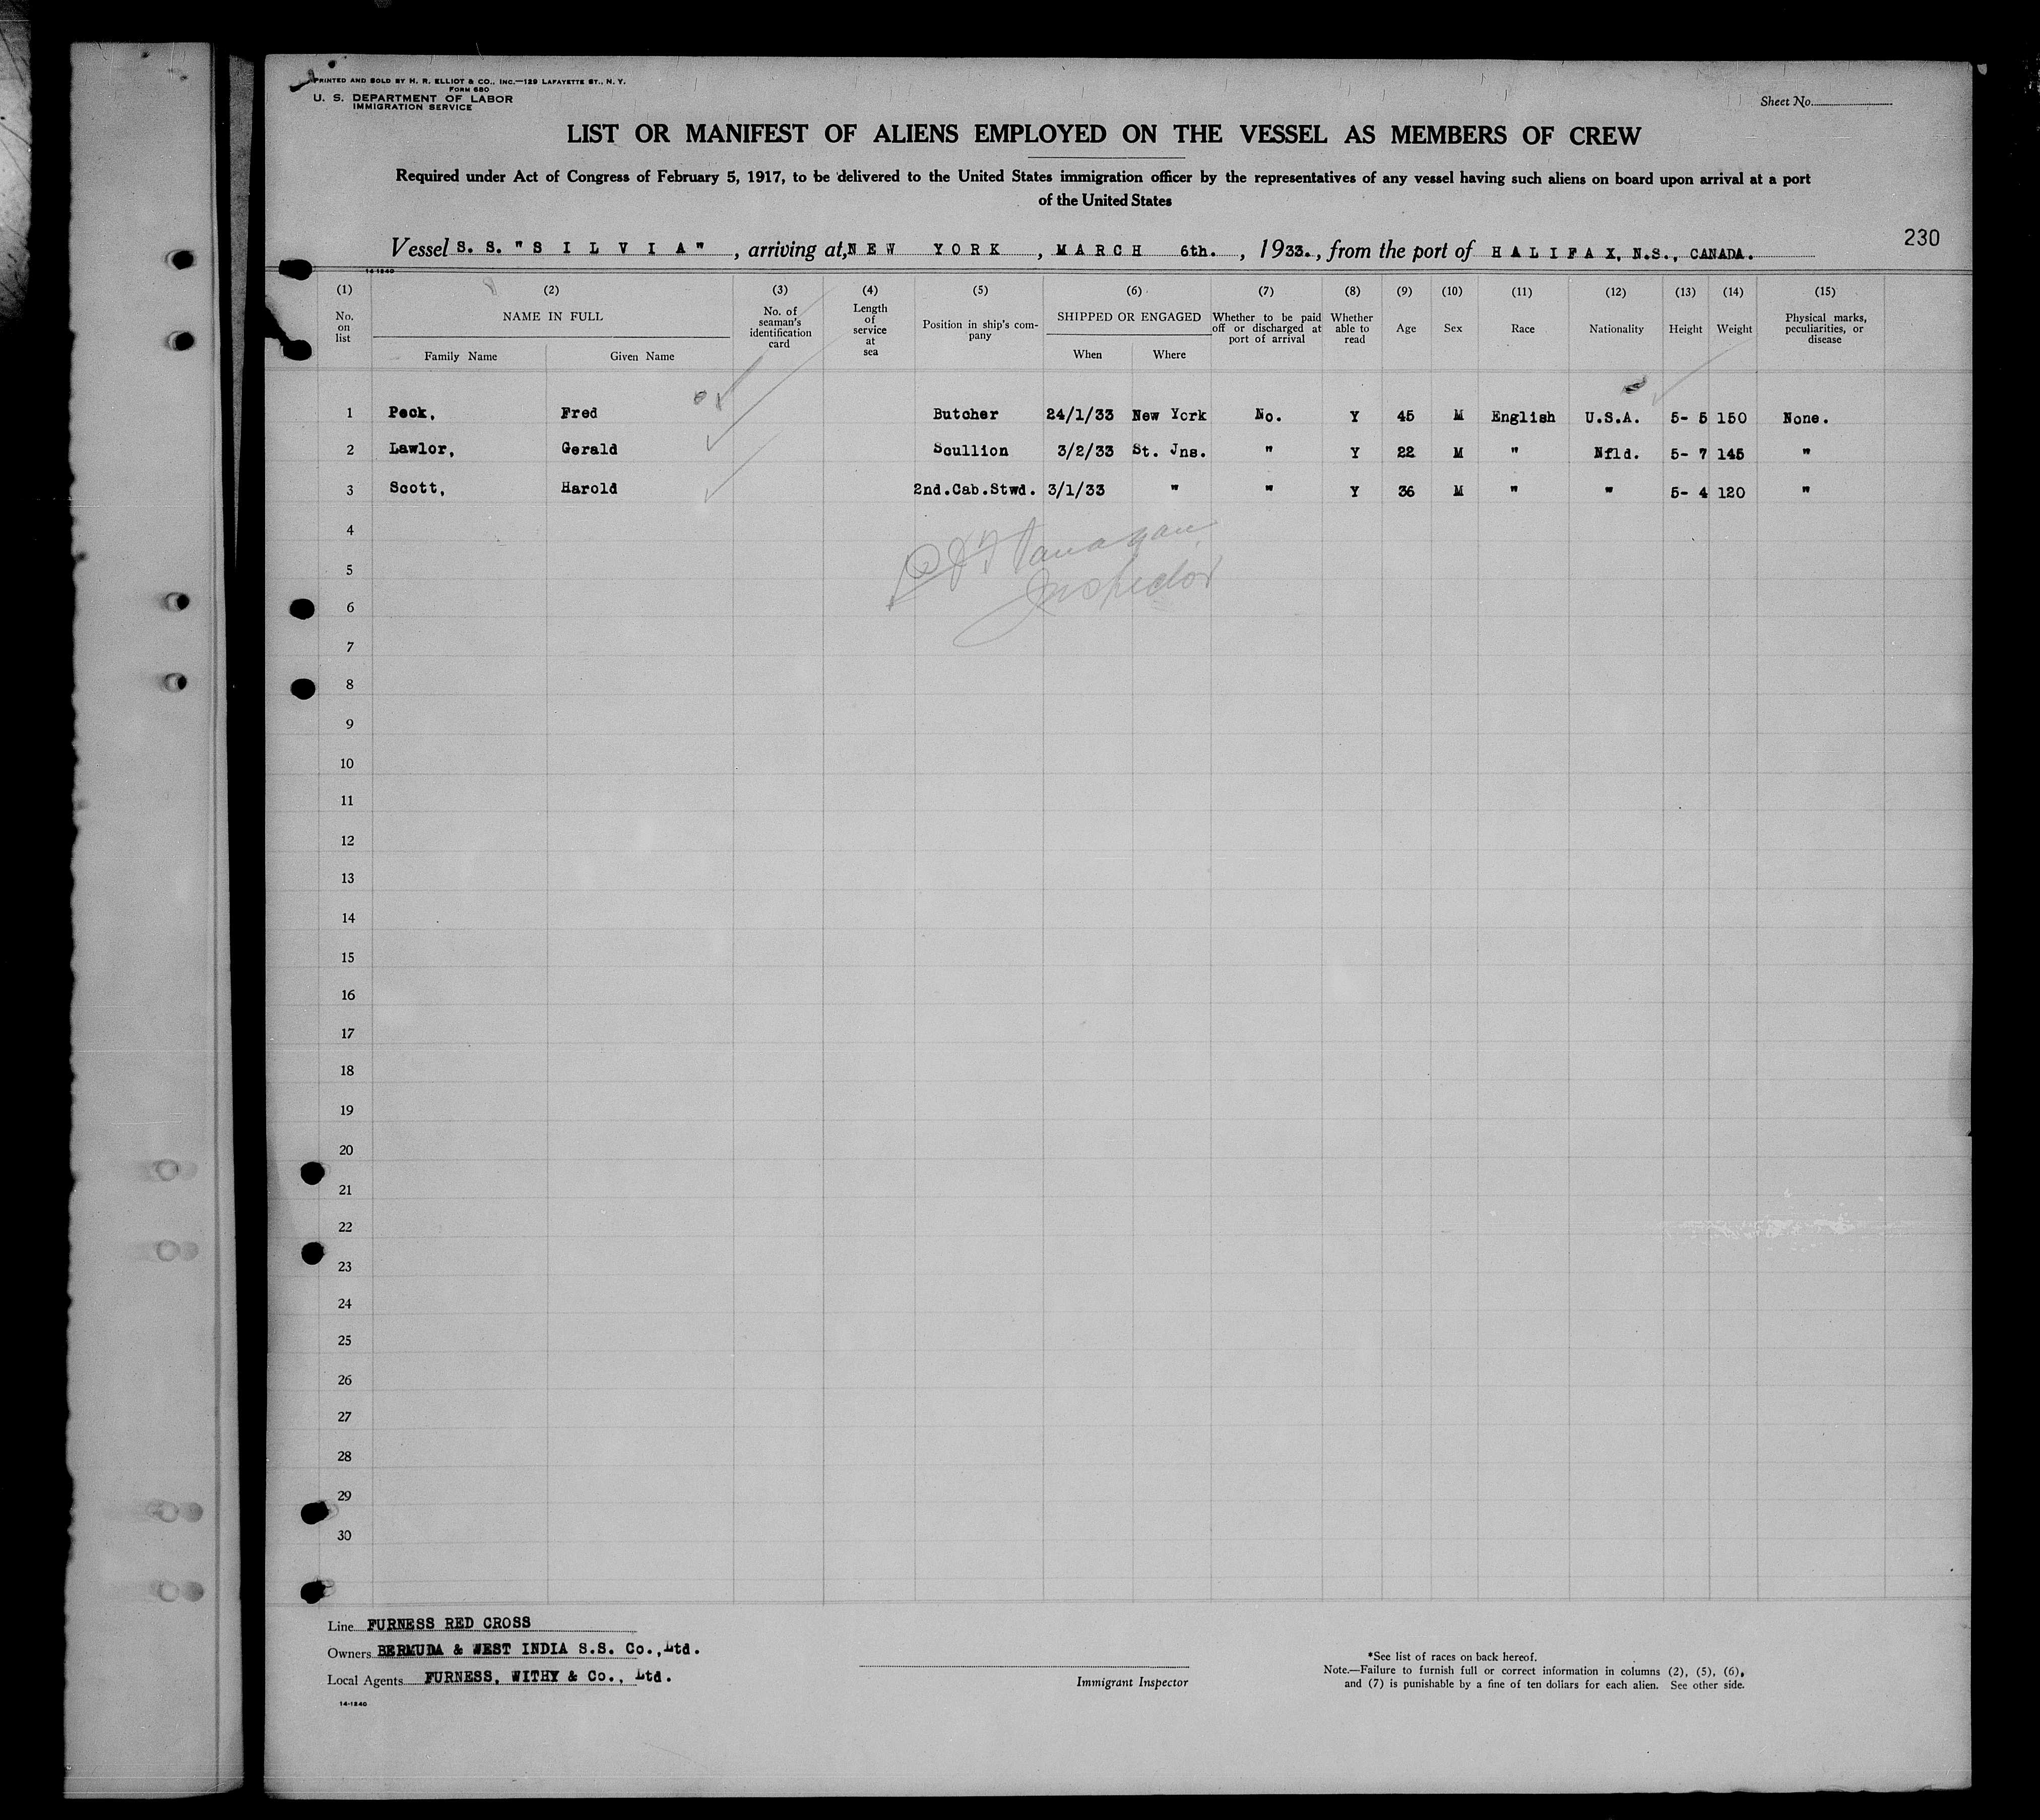 PRINTED AND SOLD BY H. R. ELLIOT & CO., INC.—129 LAFAYETTE ST., N. Y.
FORM 680
U. S. DEPARTMENT OF LABOR
IMMIGRATION SERVICE
Sheet No.
LIST OR MANIFEST OF ALIENS EMPLOYED ON THE VESSEL AS MEMBERS OF CREW
Required under Act of Congress of February 5, 1917, to be delivered to the United States immigration officer by the representatives of any vessel having such aliens on board upon arrival at a port
of the United States
230
Vessel S. S. "S I L V I A" , arriving at, N E W Y O R K , M A R C H 6th. , 1933. , from the port of H A L I F A X, N.S., CANADA.
14-1240
(1) (2) (3) (4) (5) (6) (7) (8) (9) (10) (11) (12) (13) (14) (15)
No. on list NAME IN FULL Family Name Given Name No. of seaman's identification card Length of service at sea Position in ship's company SHIPPED OR ENGAGED When Where Whether to be paid off or discharged at port of arrival Whether able to read Age Sex Race Nationality Height Weight Physical marks, peculiarities, or disease
1 Peck, Fred Butcher 24/1/33 New York No. Y 45 M English U.S.A. 5- 5 150 None.
2 Lawlor, Gerald Scullion 3/2/33 St. Jns. " Y 22 M " Nfld. 5- 7 145 "
3 Scott, Harold 2nd.Cab.Stwd. 3/1/33 " " Y 36 M " " 5- 4 120 "
4
5
Inspector
6
7
8
9
10
11
12
13
14
15
16
17
18
19
20
21
22
23
24
25
26
27
28
29
30
Line FURNESS RED CROSS
Owners BERMUDA & WEST INDIA S.S. Co.,Ltd.
Local Agents FURNESS, WITHY & Co., Ltd.
14-1240
Immigrant Inspector
*See list of races on back hereof.
Note.—Failure to furnish full or correct information in columns (2), (5), (6),
and (7) is punishable by a fine of ten dollars for each alien. See other side.